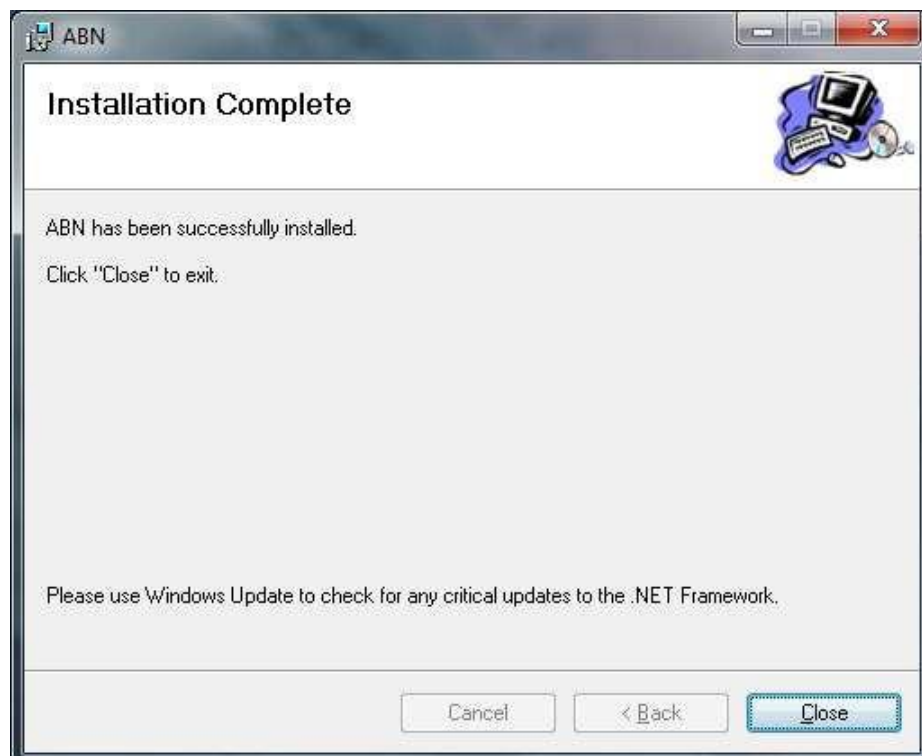 ABN
Installation Complete
ABN has been successfully installed.
Click "Close" to exit.
Please use Windows Update to check for any critical updates to the .NET Framework.
Cancel
< Back
Close